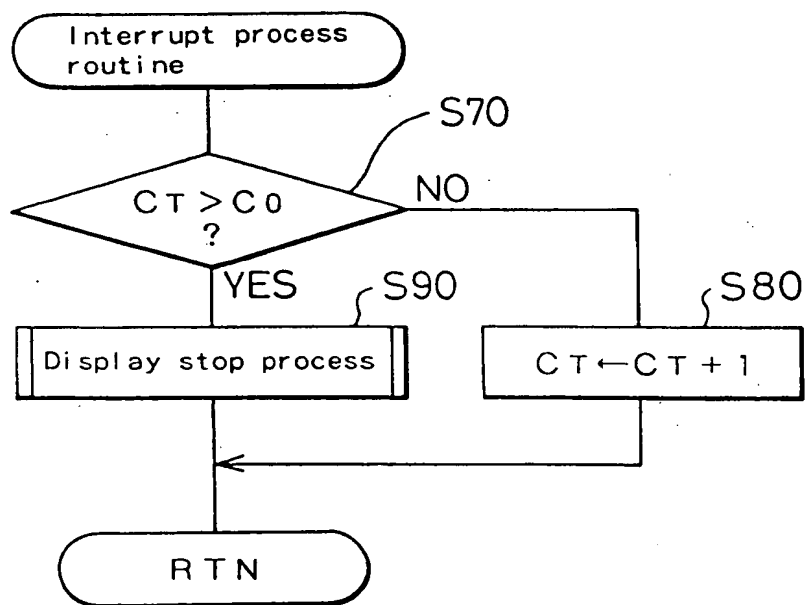 Interrupt process
routine
S70
CT > C0
?
NO
YES
S90
S80
Display stop process
CT ← CT + 1
RTN